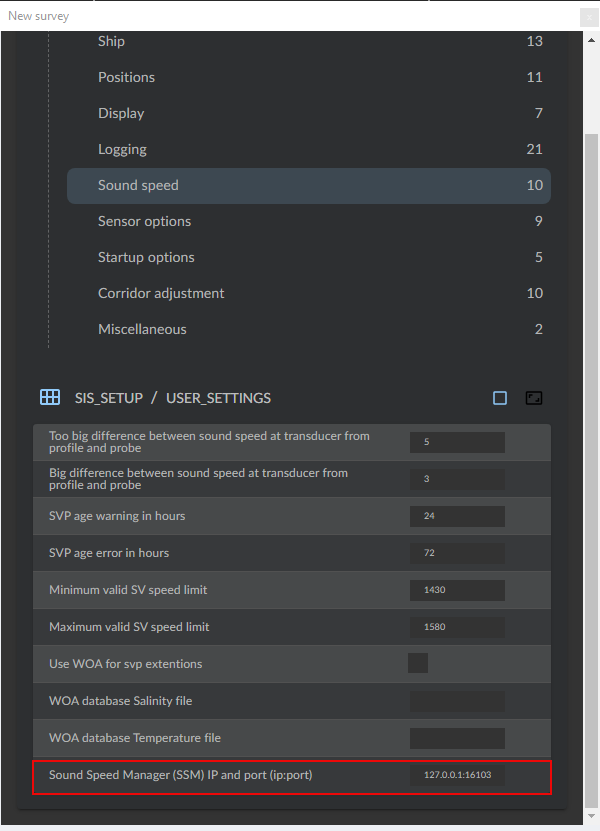 New survey
x
Ship 13
Positions 11
Display 7
Logging 21
Sound speed 10
Sensor options 9
Startup options 5
Corridor adjustment 10
Miscellaneous 2
SIS_SETUP / USER_SETTINGS
Too big difference between sound speed at transducer from
profile and probe 5
Big difference between sound speed at transducer from
profile and probe 3
SVP age warning in hours 24
SVP age error in hours 72
Minimum valid SV speed limit 1430
Maximum valid SV speed limit 1580
Use WOA for svp extentions
WOA database Salinity file
WOA database Temperature file
Sound Speed Manager (SSM) IP and port (ip:port) 127.0.0.1:16103